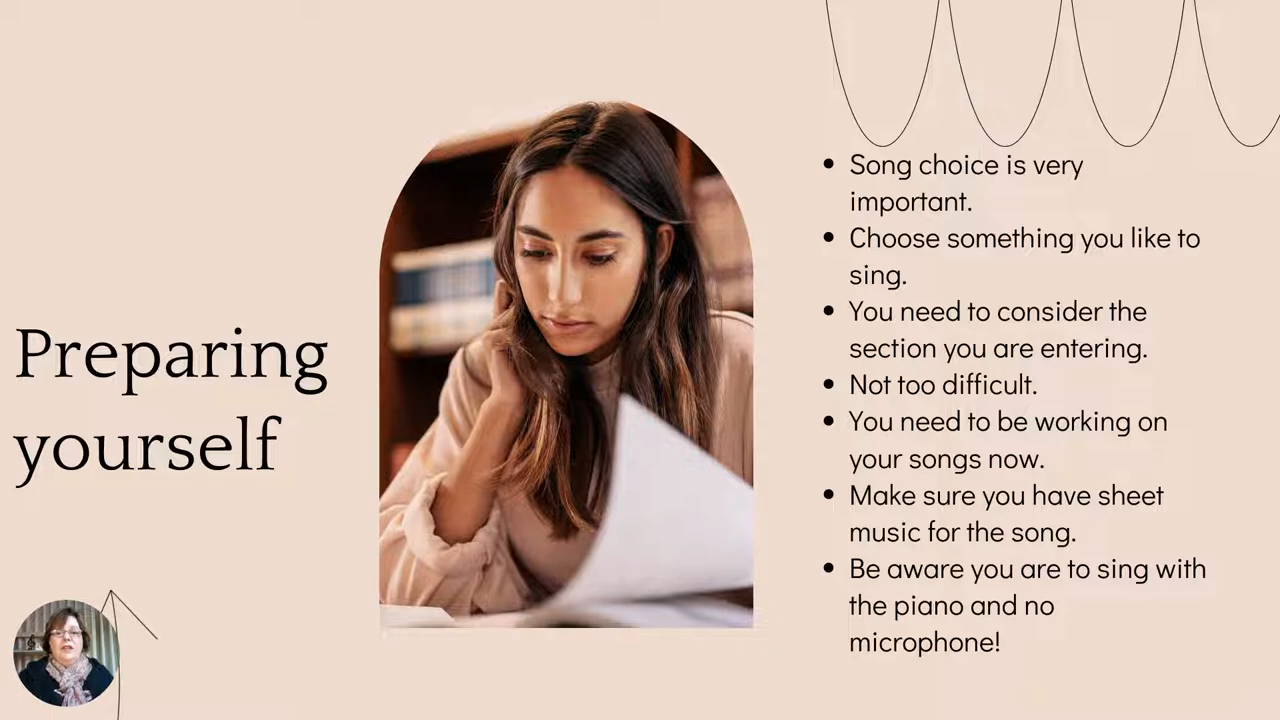 Preparing
yourself
• Song choice is very
important.
• Choose something you like to
sing.
• You need to consider the
section you are entering.
• Not too difficult.
• You need to be working on
your songs now.
• Make sure you have sheet
music for the song.
• Be aware you are to sing with
the piano and no
microphone!